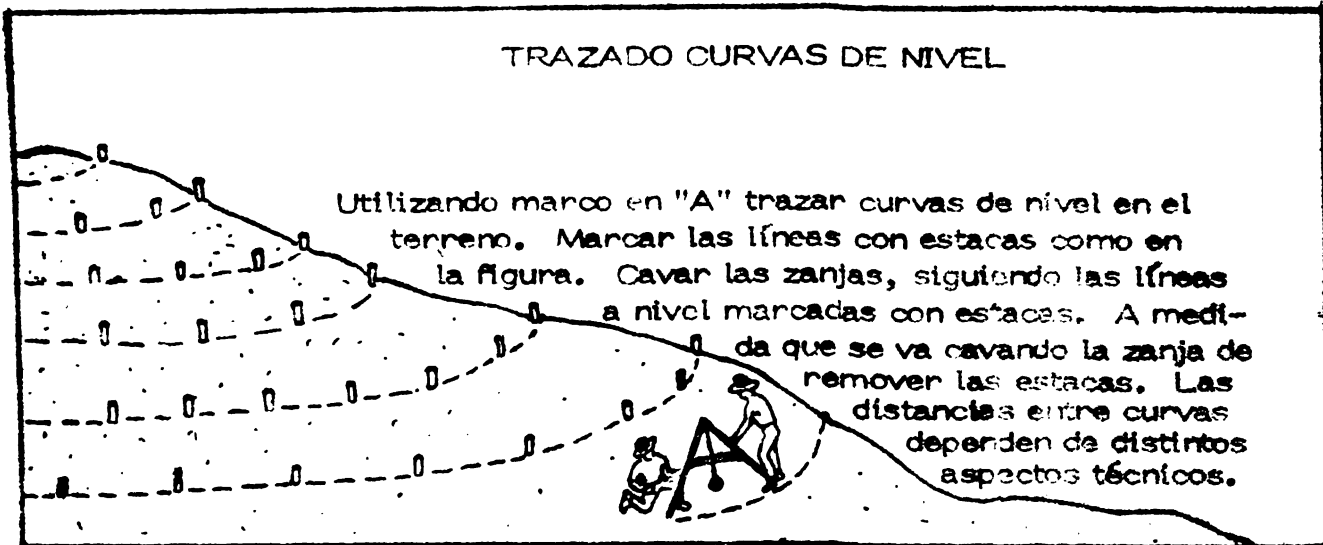 TRAZADO CURVAS DE NIVEL
Utilizando marco en "A" trazar curvas de nivel en el
terreno. Marcar las líneas con estacas como en
la figura. Cavar las zanjas, siguiendo las líneas
a nivel marcadas con estacas. A medi-
da que se va cavando la zanja de
remover las estacas. Las
distancias entre curvas
dependen de distintos
aspectos técnicos.